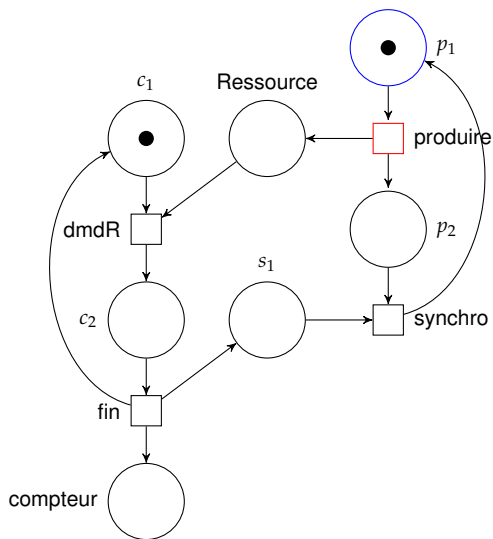 p1
Ressource
c1
produire
dmdR
p2
s1
c2
synchro
fin
compteur